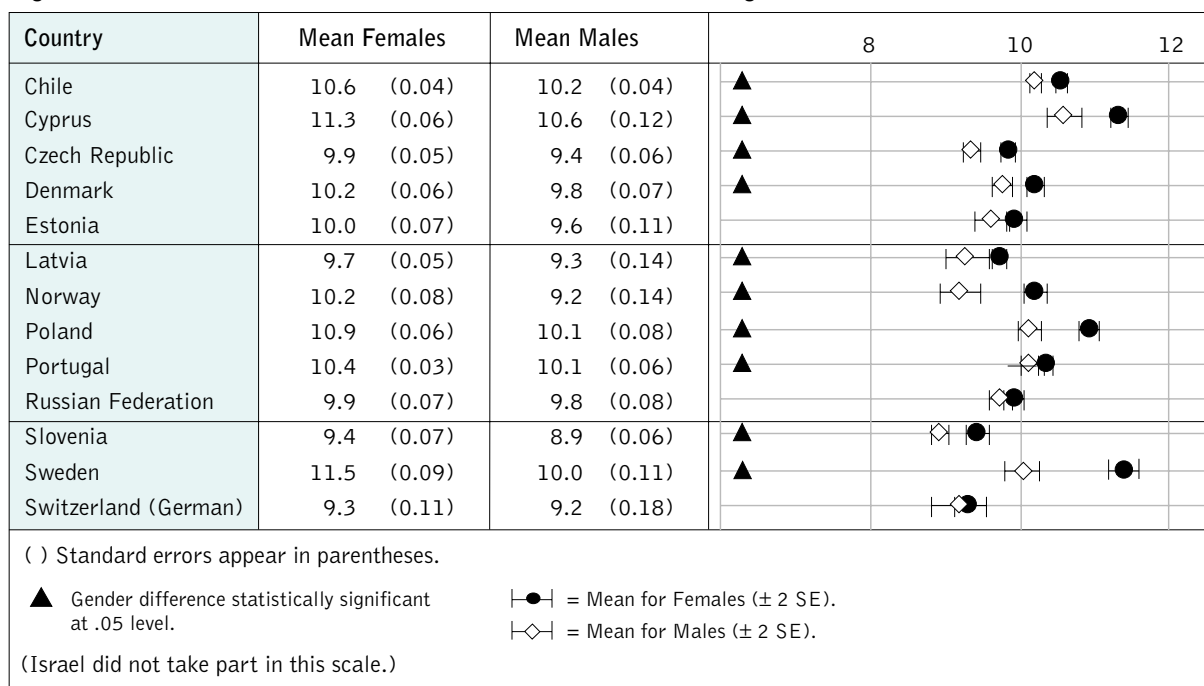 Country Mean Females Mean Males 8 10 12
Chile 10.6 (0.04) 10.2 (0.04)
Cyprus 11.3 (0.06) 10.6 (0.12)
Czech Republic 9.9 (0.05) 9.4 (0.06)
Denmark 10.2 (0.06) 9.8 (0.07)
Estonia 10.0 (0.07) 9.6 (0.11)
Latvia 9.7 (0.05) 9.3 (0.14)
Norway 10.2 (0.08) 9.2 (0.14)
Poland 10.9 (0.06) 10.1 (0.08)
Portugal 10.4 (0.03) 10.1 (0.06)
Russian Federation 9.9 (0.07) 9.8 (0.08)
Slovenia 9.4 (0.07) 8.9 (0.06)
Sweden 11.5 (0.09) 10.0 (0.11)
Switzerland (German) 9.3 (0.11) 9.2 (0.18)
( ) Standard errors appear in parentheses.
▲ Gender difference statistically significant
at .05 level.
= Mean for Females (± 2 SE).
= Mean for Males (± 2 SE).
(Israel did not take part in this scale.)